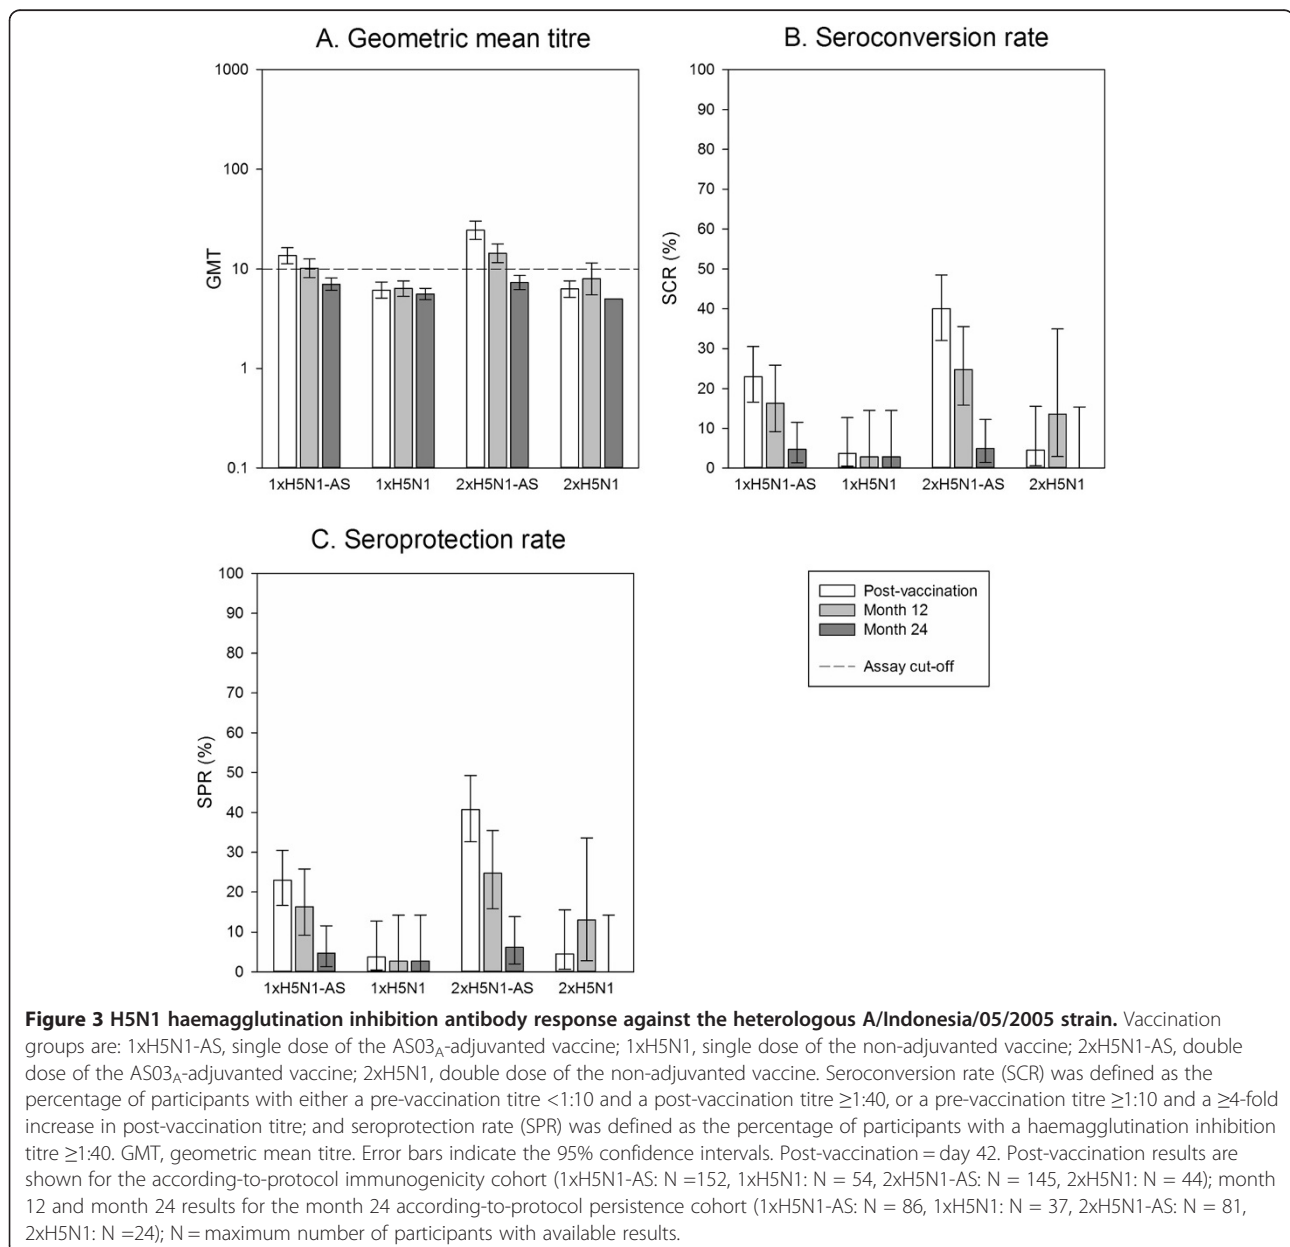 A. Geometric mean titre
1000
100
10
1
0.1
GMT
1xH5N1-AS 1xH5N1 2xH5N1-AS 2xH5N1
B. Seroconversion rate
100
90
80
70
60
50
40
30
20
10
0
SCR (%)
1xH5N1-AS 1xH5N1 2xH5N1-AS 2xH5N1
C. Seroprotection rate
100
90
80
70
60
50
40
30
20
10
0
SPR (%)
1xH5N1-AS 1xH5N1 2xH5N1-AS 2xH5N1
Post-vaccination
Month 12
Month 24
Assay cut-off
Figure 3 H5N1 haemagglutination inhibition antibody response against the heterologous A/Indonesia/05/2005 strain. Vaccination
groups are: 1xH5N1-AS, single dose of the AS03A-adjuvanted vaccine; 1xH5N1, single dose of the non-adjuvanted vaccine; 2xH5N1-AS, double
dose of the AS03A-adjuvanted vaccine; 2xH5N1, double dose of the non-adjuvanted vaccine. Seroconversion rate (SCR) was defined as the
percentage of participants with either a pre-vaccination titre <1:10 and a post-vaccination titre ≥1:40, or a pre-vaccination titre ≥1:10 and a ≥4-fold
increase in post-vaccination titre; and seroprotection rate (SPR) was defined as the percentage of participants with a haemagglutination inhibition
titre ≥1:40. GMT, geometric mean titre. Error bars indicate the 95% confidence intervals. Post-vaccination = day 42. Post-vaccination results are
shown for the according-to-protocol immunogenicity cohort (1xH5N1-AS: N =152, 1xH5N1: N = 54, 2xH5N1-AS: N = 145, 2xH5N1: N = 44); month
12 and month 24 results for the month 24 according-to-protocol persistence cohort (1xH5N1-AS: N = 86, 1xH5N1: N = 37, 2xH5N1-AS: N = 81,
2xH5N1: N =24); N = maximum number of participants with available results.